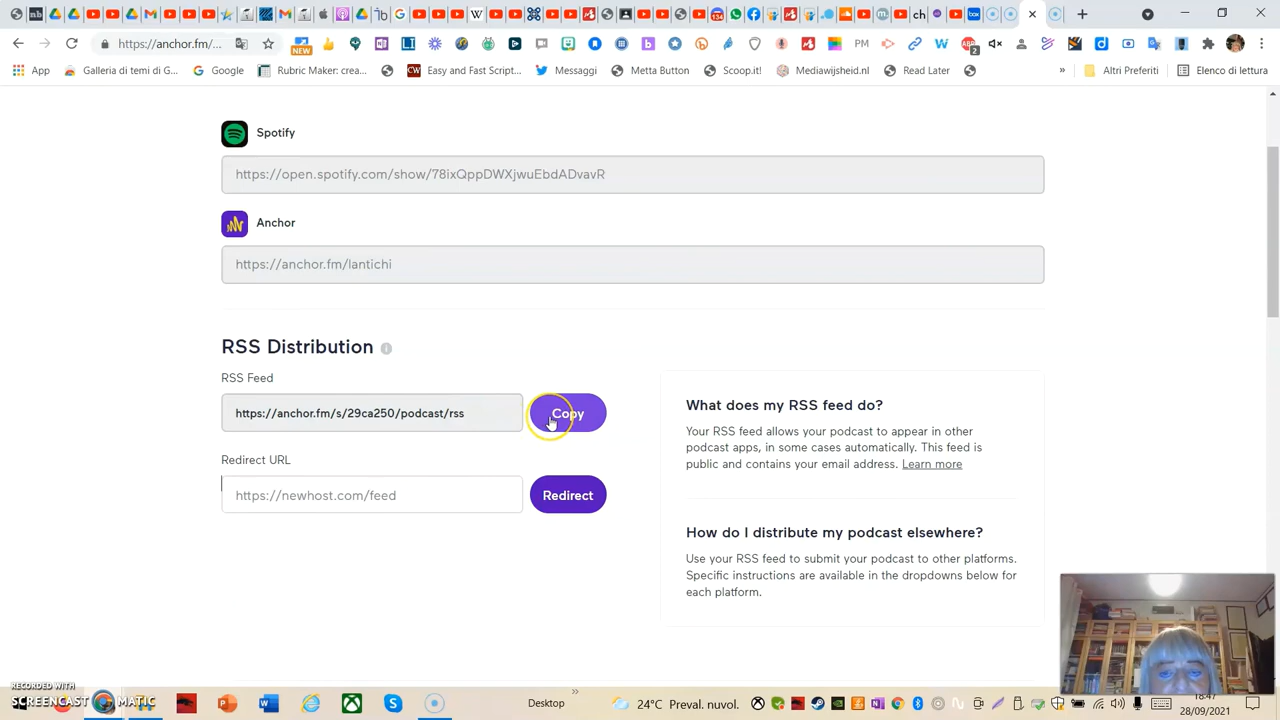 https://anchor.fm/...
NEW
PM
2
134
App
Galleria di temi di G...
Google
Rubric Maker: crea...
Easy and Fast Script...
Messaggi
Metta Button
Scoop.it!
Mediawijsheid.nl
Read Later
»
Altri Preferiti
Elenco di lettura
Spotify
https://open.spotify.com/show/78ixQppDWXjwuEbdADvavR
Anchor
https://anchor.fm/lantichi
RSS Distribution
RSS Feed
https://anchor.fm/s/29ca250/podcast/rss
Copy
Redirect URL
https://newhost.com/feed
Redirect
What does my RSS feed do?
Your RSS feed allows your podcast to appear in other
podcast apps, in some cases automatically. This feed is
public and contains your email address. Learn more
How do I distribute my podcast elsewhere?
Use your RSS feed to submit your podcast to other platforms.
Specific instructions are available in the dropdowns below for
each platform.
RECORDED WITH
SCREENCAST MATIC
Desktop
24°C Preval. nuvol.
18:47
28/09/2021